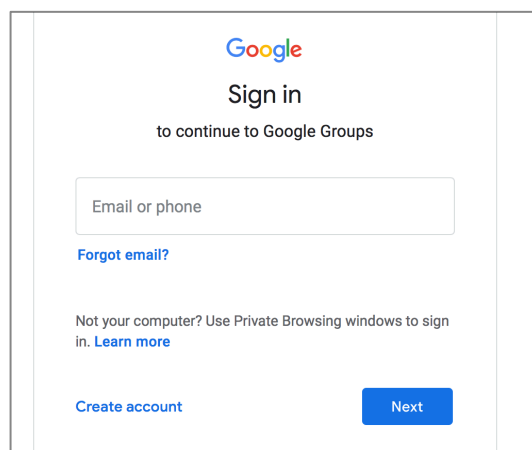 Google
Sign in
to continue to Google Groups
Email or phone
Forgot email?
Not your computer? Use Private Browsing windows to sign
in. Learn more
Create account
Next